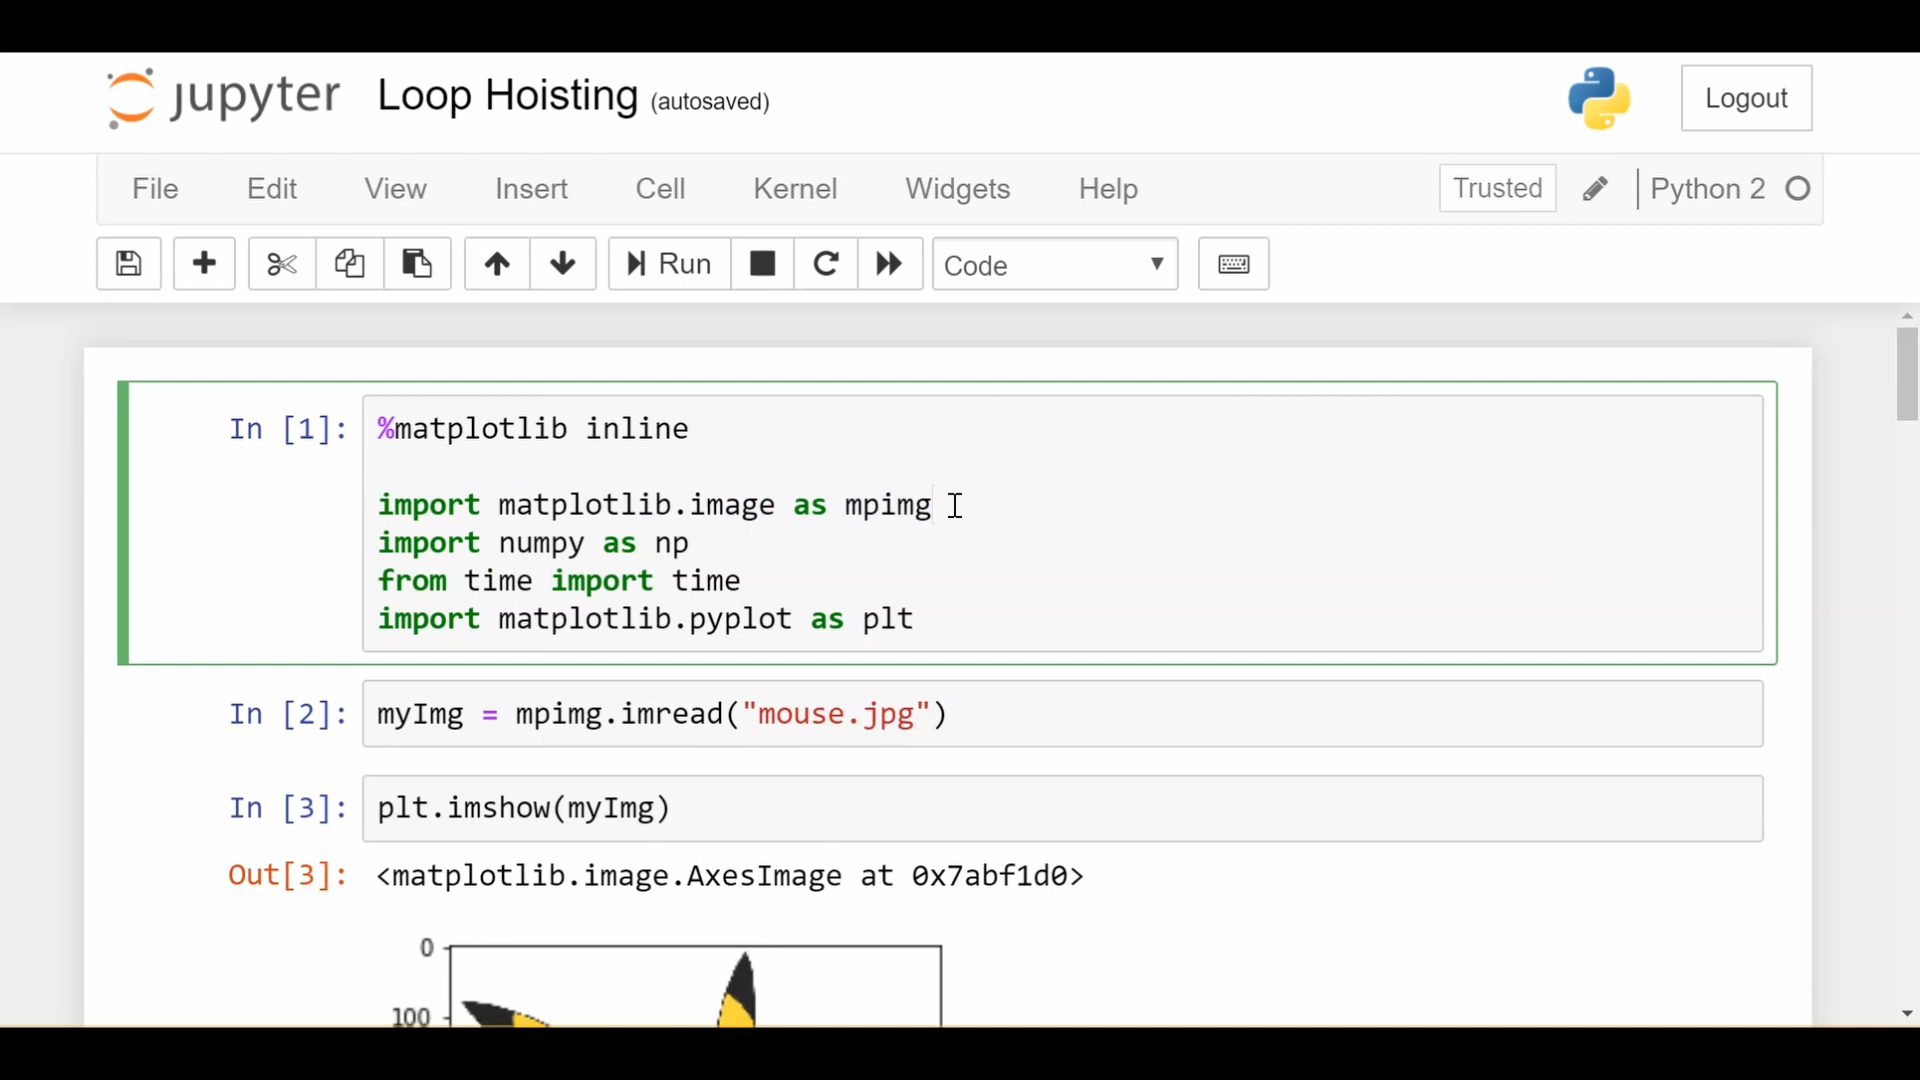 jupyter Loop Hoisting (autosaved) Logout
File Edit View Insert Cell Kernel Widgets Help Trusted Python 2
Run Code
In [1]: %matplotlib inline
import matplotlib.image as mpimg
import numpy as np
from time import time
import matplotlib.pyplot as plt
In [2]: myImg = mpimg.imread("mouse.jpg")
In [3]: plt.imshow(myImg)
Out[3]: <matplotlib.image.AxesImage at 0x7abf1d0>
0
100